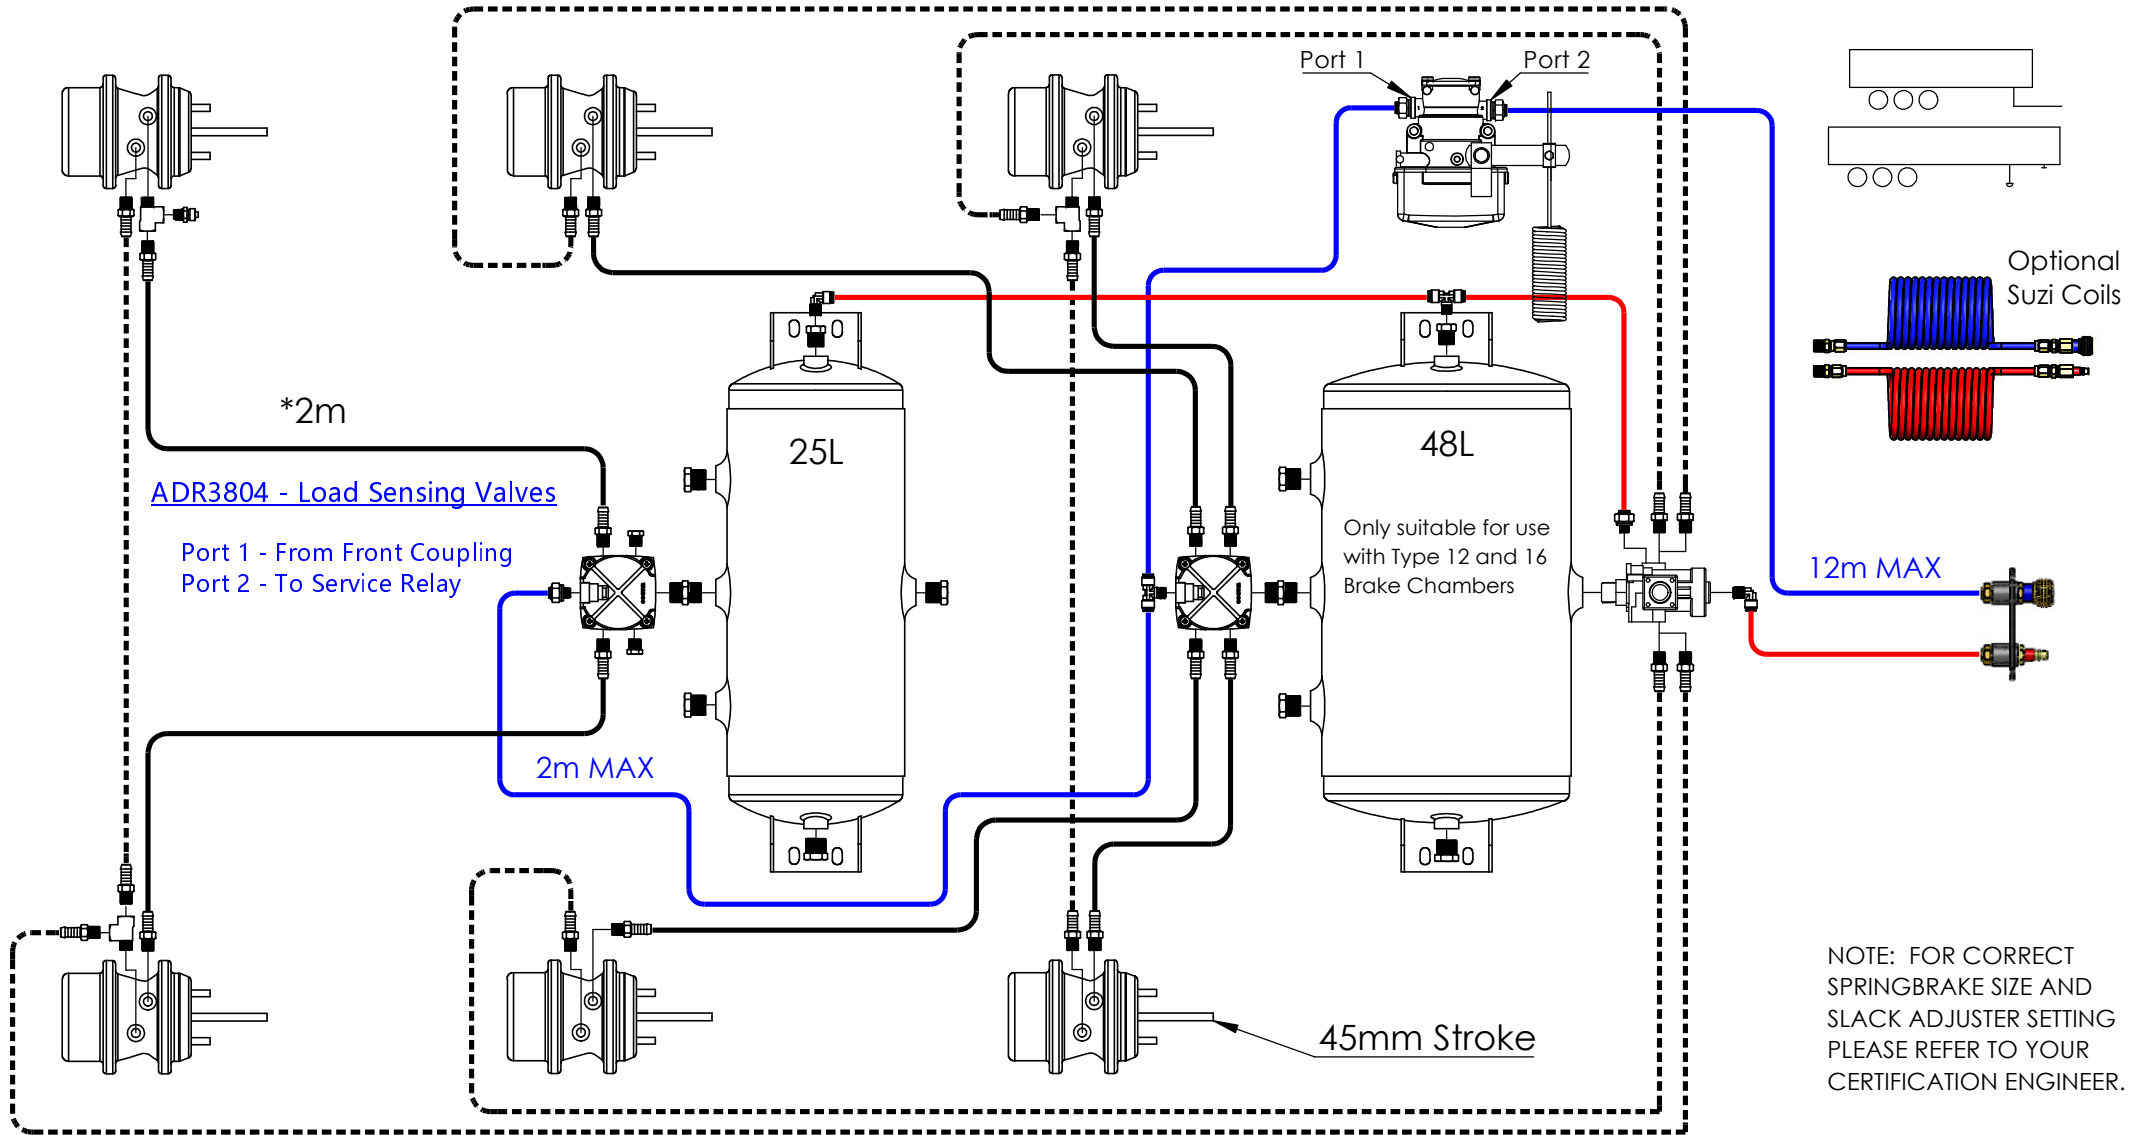 Port 1
Port 2
Optional
Suzi Coils
*2m
25L
48L
ADR3804 - Load Sensing Valves
Port 1 - From Front Coupling
Port 2 - To Service Relay
Only suitable for use
with Type 12 and 16
Brake Chambers
12m MAX
2m MAX
45mm Stroke
NOTE: FOR CORRECT
SPRINGBRAKE SIZE AND
SLACK ADJUSTER SETTING
PLEASE REFER TO YOUR
CERTIFICATION ENGINEER.